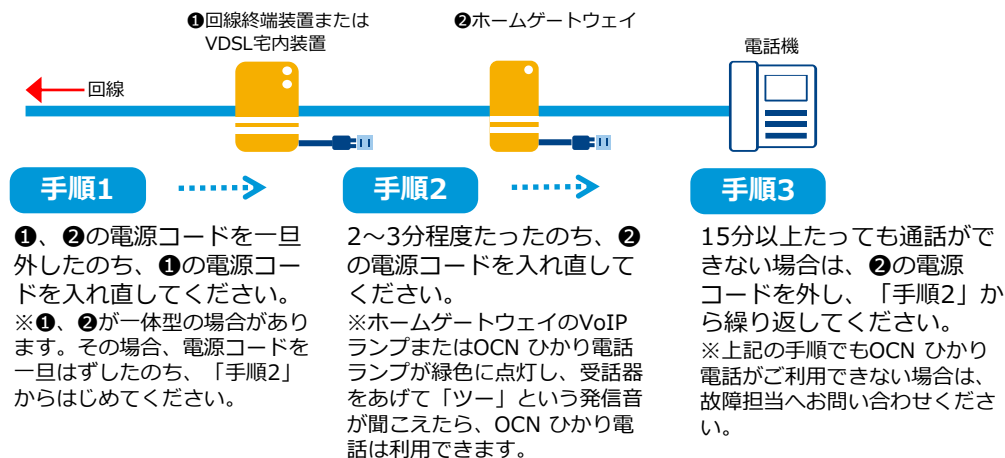 ❶回線終端装置または
VDSL宅内装置
❷ホームゲートウェイ
電話機
回線
手順1
❶、❷の電源コードを一旦
外したのち、❶の電源コー
ドを入れ直してください。
※❶、❷が一体型の場合があり
ます。その場合、電源コードを
一旦はずしたのち、「手順2」
からはじめてください。
手順2
2～3分程度たったのち、❷
の電源コードを入れ直して
ください。
※ホームゲートウェイのVoIP
ランプまたはOCN ひかり電話
ランプが緑色に点灯し、受話器
をあげて「ツー」という発信音
が聞こえたら、OCN ひかり電
話は利用できます。
手順3
15分以上たっても通話がで
きない場合は、❷の電源
コードを外し、「手順2」か
ら繰り返してください。
※上記の手順でもOCN ひかり
電話がご利用できない場合は、
故障担当へお問い合わせくださ
い。